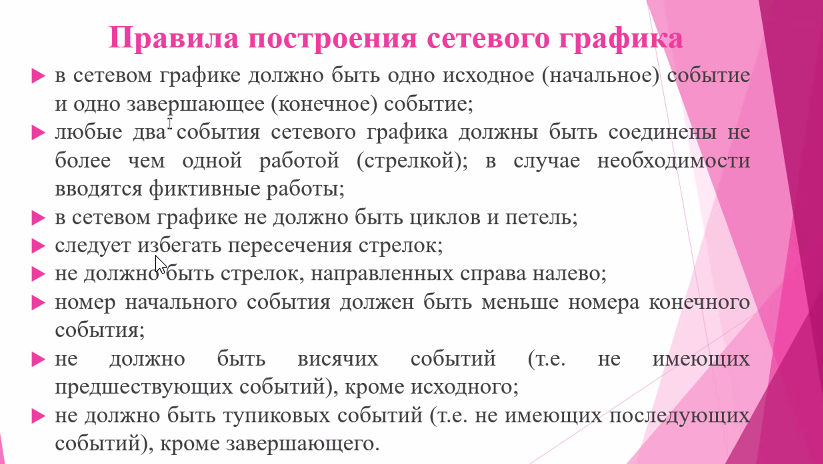 Правила построения сетевого графика
в сетевом графике должно быть одно исходное (начальное) событие
и одно завершающее (конечное) событие;
любые два события сетевого графика должны быть соединены не
более чем одной работой (стрелкой); в случае необходимости
вводятся фиктивные работы;
в сетевом графике не должно быть циклов и петель;
следует избегать пересечения стрелок;
не должно быть стрелок, направленных справа налево;
номер начального события должен быть меньше номера конечного
события;
не должно быть висячих событий (т.е. не имеющих
предшествующих событий), кроме исходного;
не должно быть тупиковых событий (т.е. не имеющих последующих
событий), кроме завершающего.